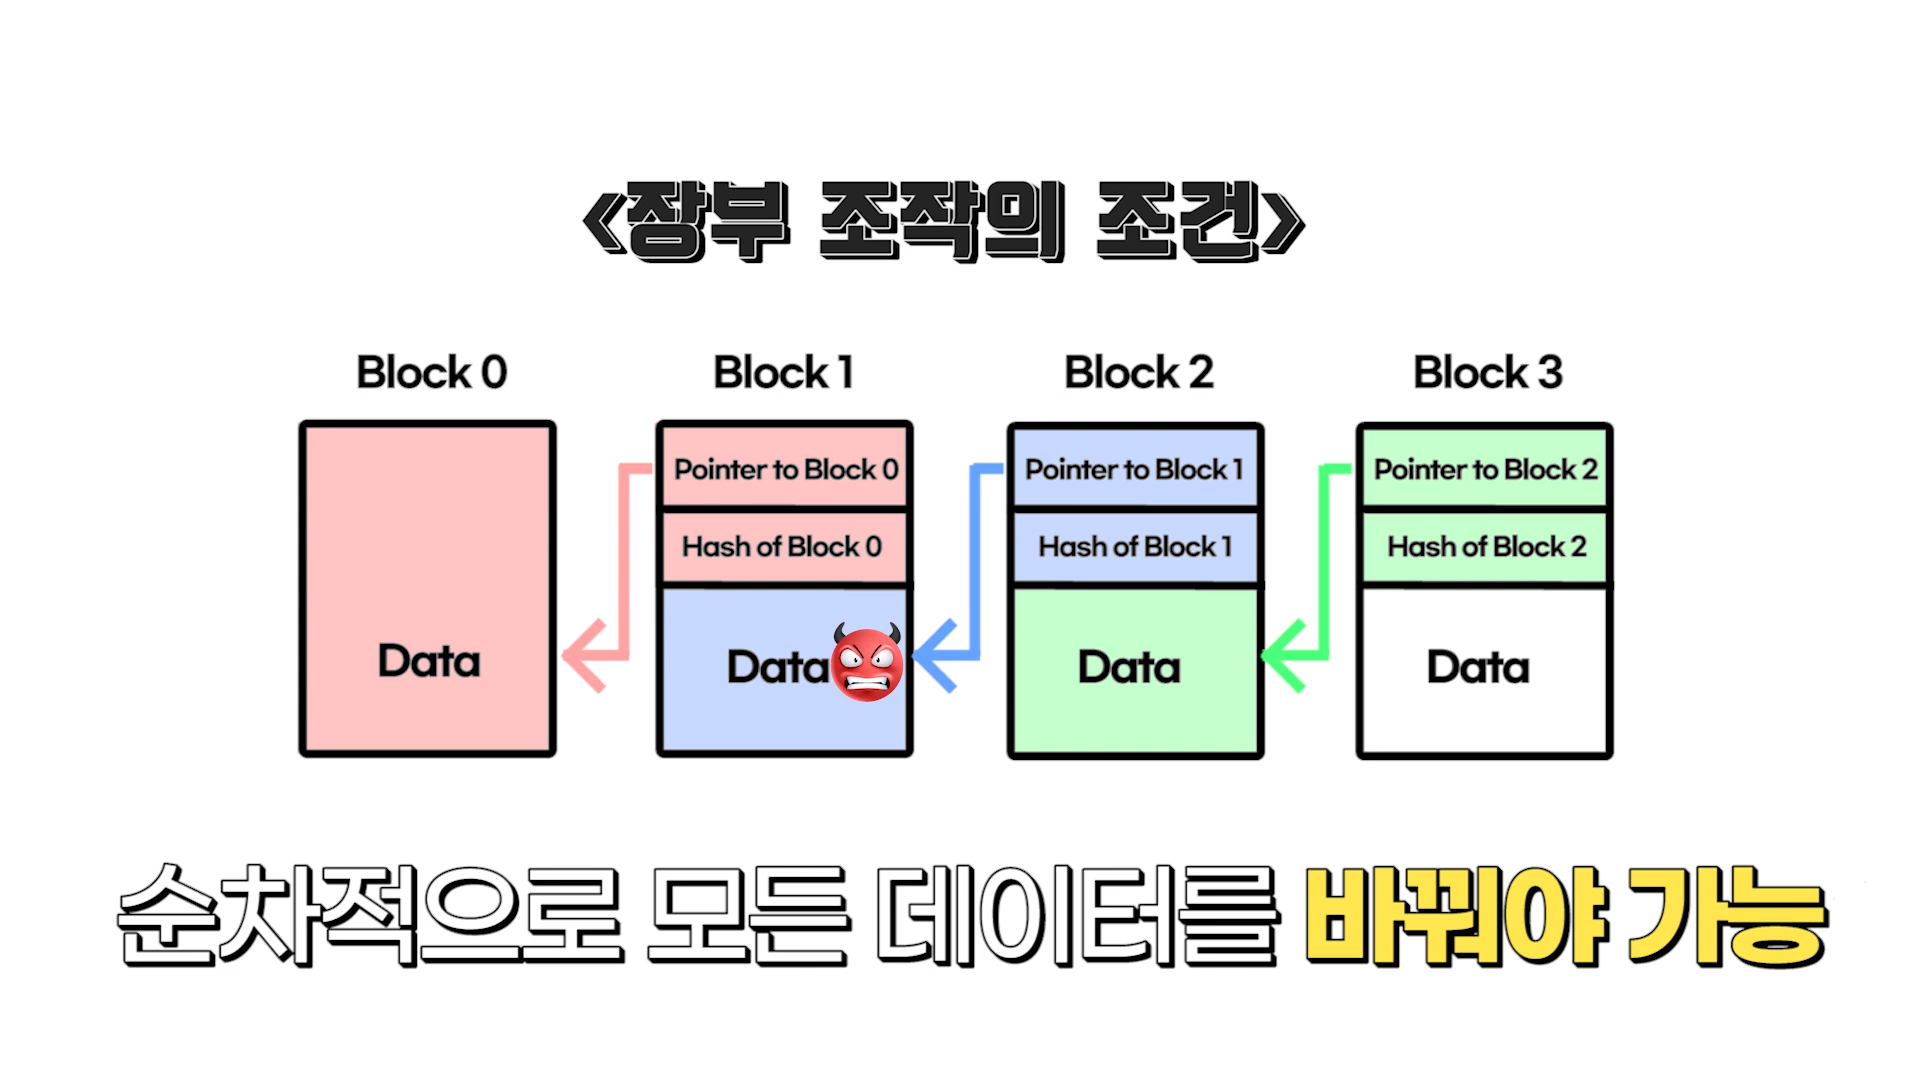 <장부 조작의 조건>
Block 0
Block 1
Block 2
Block 3
Pointer to Block 0
Pointer to Block 1
Pointer to Block 2
Hash of Block 0
Hash of Block 1
Hash of Block 2
Data
Data
Data
Data
순차적으로 모든 데이터를 바꿔야 가능